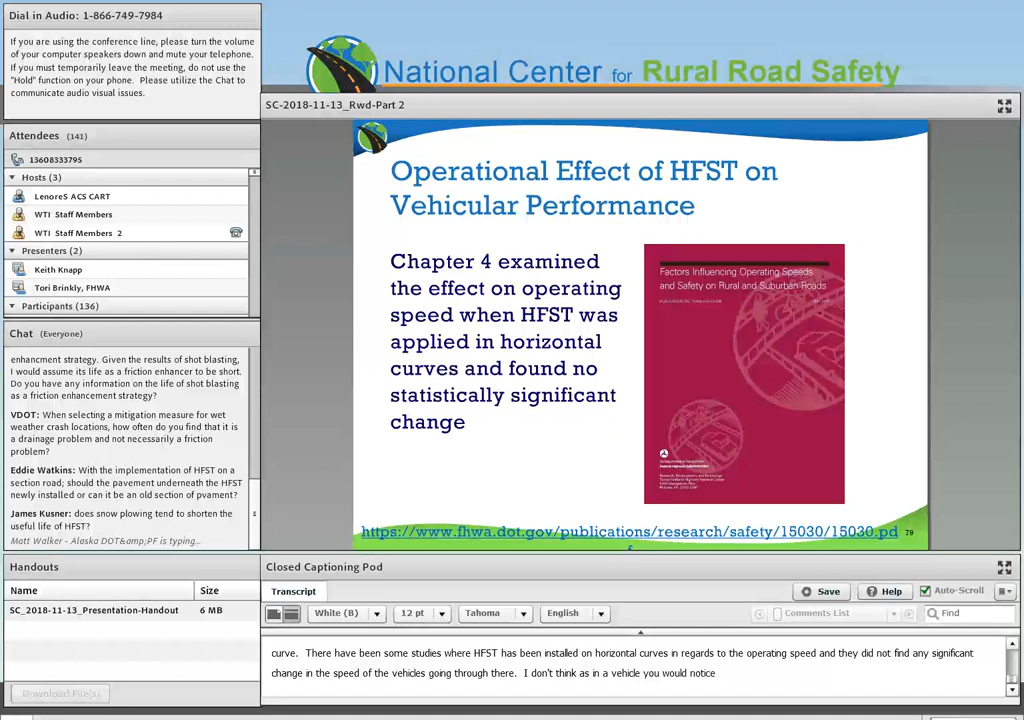 Dial in Audio: 1-866-749-7984
If you are using the conference line, please turn the volume
of your computer speakers down and mute your telephone.
If you must temporarily leave the meeting, do not use the
"Hold" function on your phone.  Please utilize the Chat to
communicate audio visual issues.
National Center for Rural Road Safety
SC-2018-11-13_Rwd-Part 2
Attendees (141)
13608333795
Hosts (3)
LenoreS ACS CART
WTI Staff Members
WTI Staff Members 2
Presenters (2)
Keith Knapp
Tori Brinkly, FHWA
Participants (136)
Operational Effect of HFST on
Vehicular Performance
Chapter 4 examined
the effect on operating
speed when HFST was
applied in horizontal
curves and found no
statistically significant
change
Factors Influencing Operating Speeds
and Safety on Rural and Suburban Roads
https://www.fhwa.dot.gov/publications/research/safety/15030/15030.pd
f
79
Chat (Everyone)
enhancment strategy. Given the results of shot blasting,
I would assume its life as a friction enhancer to be short.
Do you have any information on the life of shot blasting
as a friction enhancement strategy?
VDOT: When selecting a mitigation measure for wet
weather crash locations, how often do you find that it is
a drainage problem and not necessarily a friction
problem?
Eddie Watkins: With the implementation of HFST on a
section road; should the pavement underneath the HFST
newly installed or can it be an old section of pvament?
James Kusner: does snow plowing tend to shorten the
useful life of HFST?
Matt Walker - Alaska DOT&amp;PF is typing...
Handouts
Name Size
SC_2018-11-13_Presentation-Handout 6 MB
Download File(s)
Closed Captioning Pod
Transcript
Save Help Auto-Scroll
White (B) 12 pt Tahoma English Comments List Find
curve.  There have been some studies where HFST has been installed on horizontal curves in regards to the operating speed and they did not find any significant
change in the speed of the vehicles going through there.  I don't think as in a vehicle you would notice